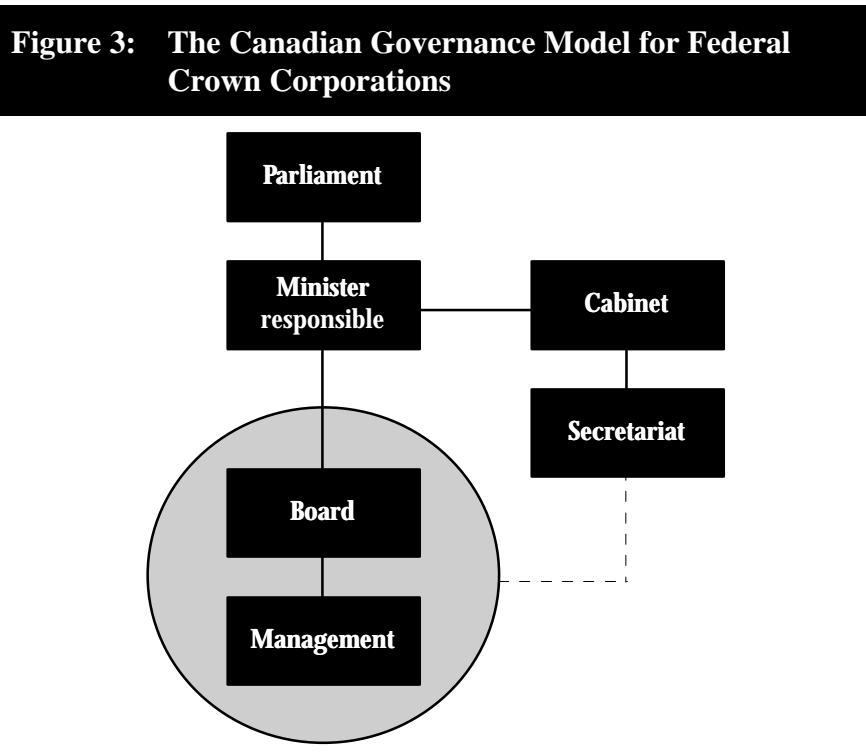 Figure 3: The Canadian Governance Model for Federal
Crown Corporations
Parliament
Minister
responsible
Cabinet
Secretariat
Board
Management